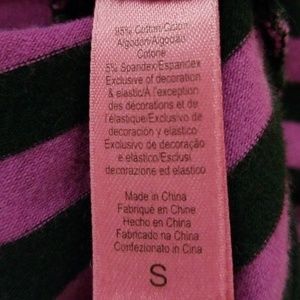 95% Cotton/Coton
Algodón/Algodão
Cotone
5% Spandex/Espandex
Exclusive of decoration
& elastic/A l'exception
des décorations et de
l'élastique/Exclusivo de
decoración y elástico
Exclusivo de decoração
e elástico/Esclusi
decorazione ed elastico
Made in China
Fabriqué en Chine
Hecho en China
Fabricado na China
Confezionato in Cina
S